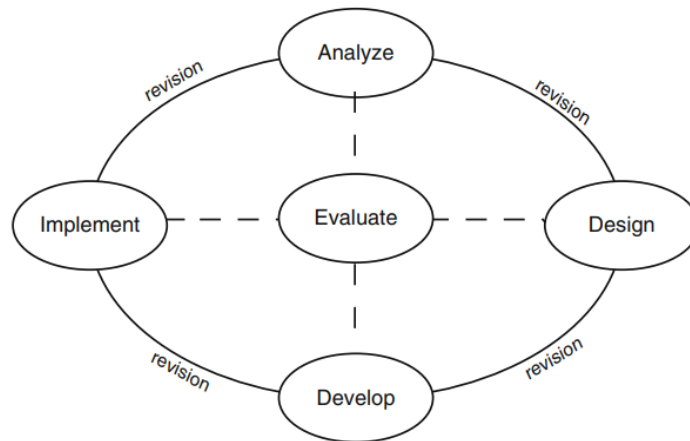 Analyze
revision
revision
Implement
Evaluate
Design
revision
revision
Develop